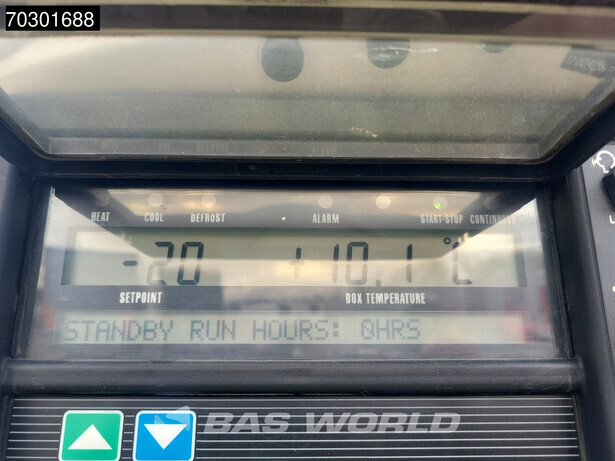 70301688
HEAT COOL DEFROST ALARM START-STOP CONTINUOUS
-20 +10.1 °C
SETPOINT BOX TEMPERATURE
STANDBY RUN HOURS: 0HRS
BAS WORLD